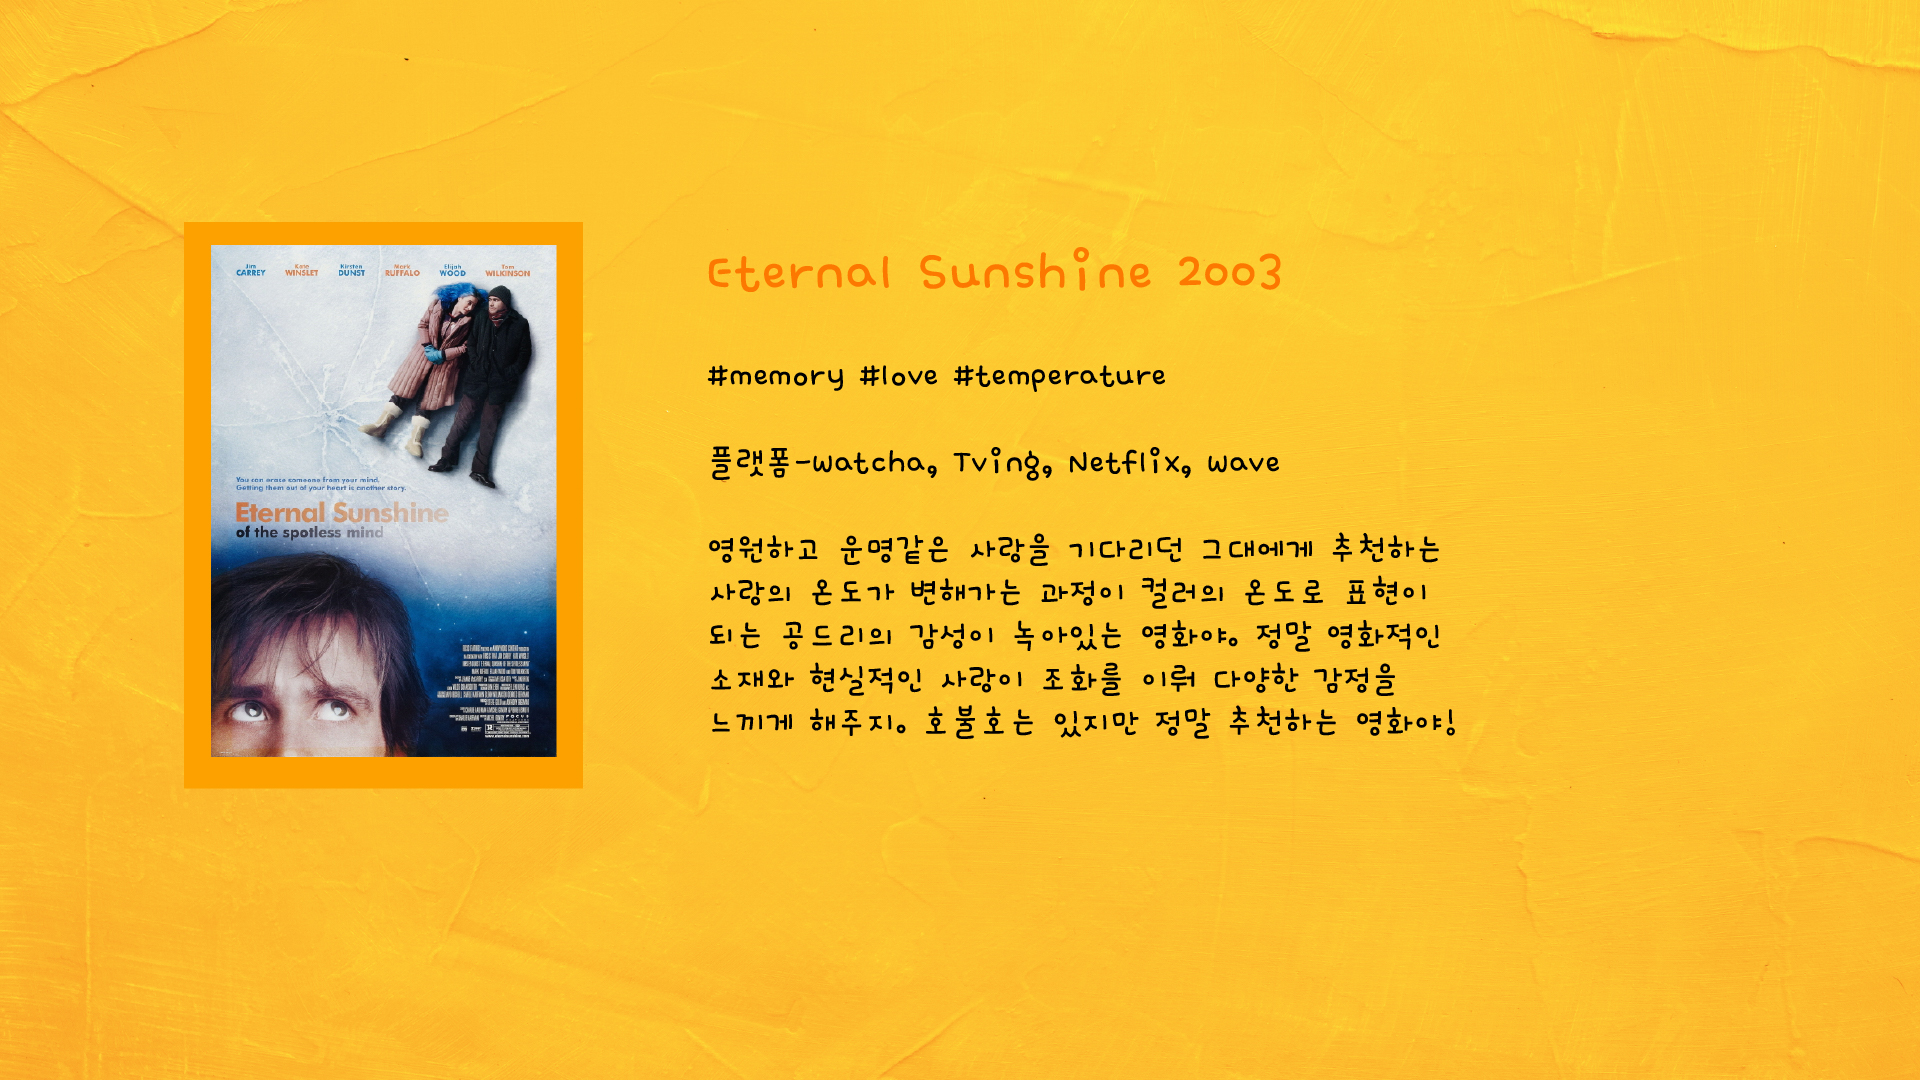 Jim CARREY Kate WINSLET Kirsten DUNST Mark RUFFALO Elijah WOOD Tom WILKINSON
You can erase someone from your mind.
Getting them out of your heart is another story.
Eternal Sunshine
of the spotless mind
Eternal Sunshine 2003
#memory #love #temperature
플랫폼-Watcha, Tving, Netflix, Wave
영원하고 운명같은 사랑을 기다리던 그대에게 추천하는
사랑의 온도가 변해가는 과정이 컬러의 온도로 표현이
되는 공드리의 감성이 녹아있는 영화야. 정말 영화적인
소재와 현실적인 사랑이 조화를 이뤄 다양한 감정을
느끼게 해주지. 호불호는 있지만 정말 추천하는 영화야!